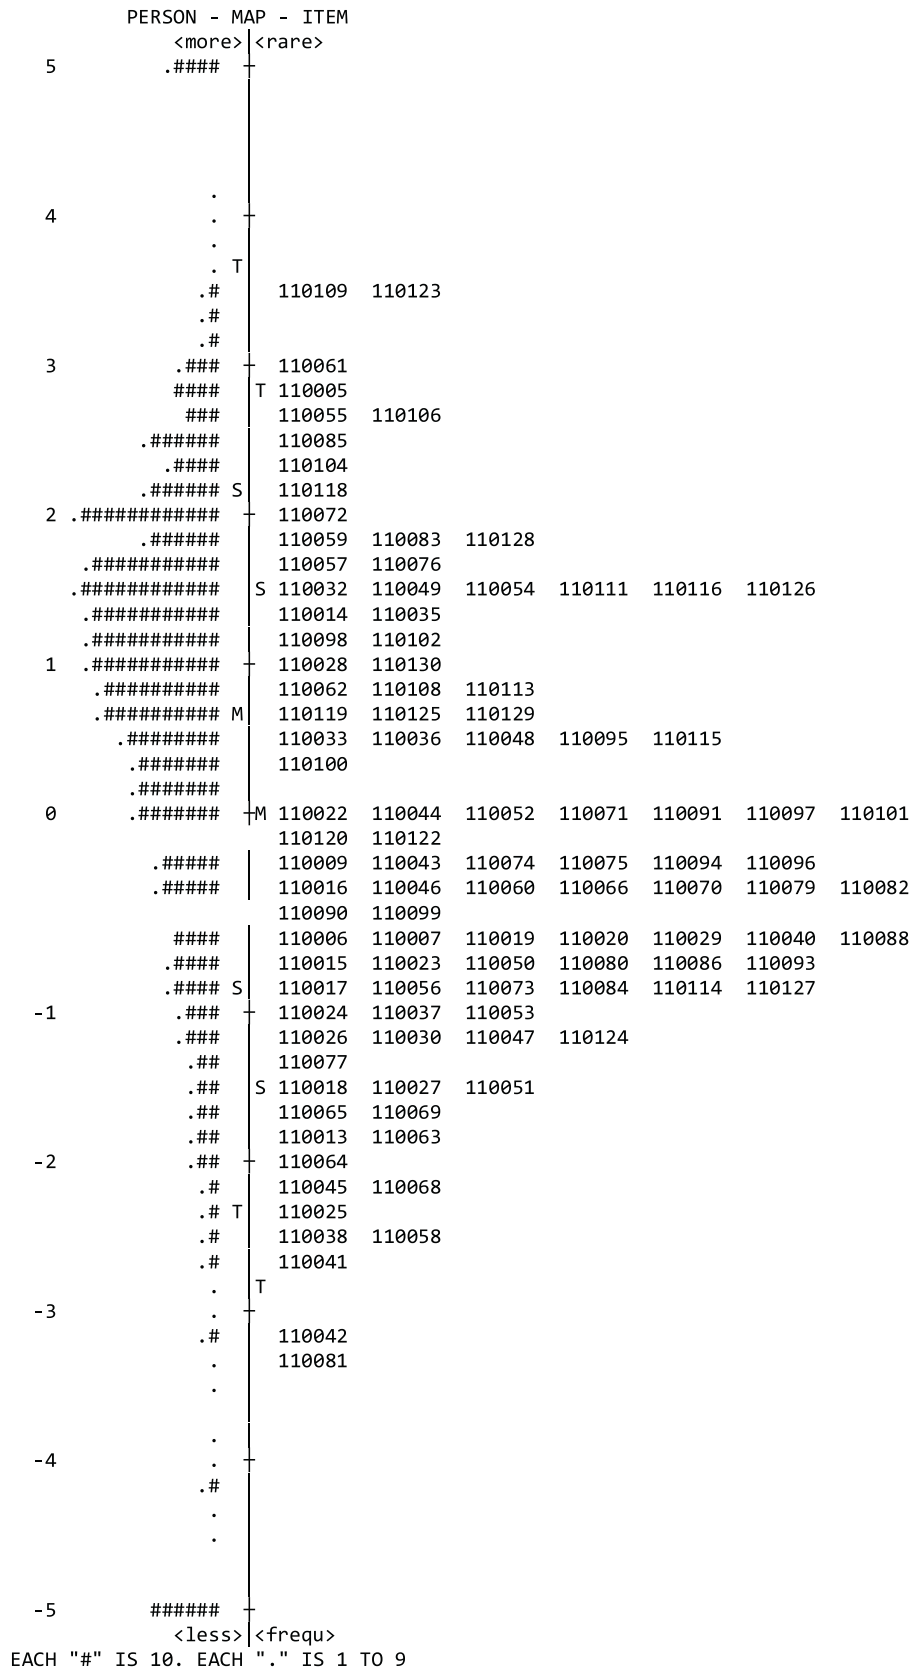 PERSON - MAP - ITEM
<more>|<rare>
5 .#### +
|
|
|
|
. |
4 . +
. |
. T|
.# | 110109 110123
.# |
.# |
3 .### + 110061
#### |T 110005
### | 110055 110106
.###### | 110085
.#### | 110104
.###### S| 110118
2 .############ + 110072
.###### | 110059 110083 110128
.########### | 110057 110076
.############ |S 110032 110049 110054 110111 110116 110126
.########### | 110014 110035
.########### | 110098 110102
1 .########### + 110028 110130
.########## | 110062 110108 110113
.########## M| 110119 110125 110129
.######## | 110033 110036 110048 110095 110115
.####### | 110100
.####### |
0 .####### +M 110022 110044 110052 110071 110091 110097 110101
110120 110122
.##### | 110009 110043 110074 110075 110094 110096
.##### | 110016 110046 110060 110066 110070 110079 110082
110090 110099
#### | 110006 110007 110019 110020 110029 110040 110088
.#### | 110015 110023 110050 110080 110086 110093
.#### S| 110017 110056 110073 110084 110114 110127
-1 .### + 110024 110037 110053
.### | 110026 110030 110047 110124
.## | 110077
.## |S 110018 110027 110051
.## | 110065 110069
.## | 110013 110063
-2 .## + 110064
.# | 110045 110068
.# T| 110025
.# | 110038 110058
.# | 110041
. |T
-3 . +
.# | 110042
. | 110081
. |
|
. |
-4 . +
.# |
. |
. |
|
|
-5 ###### +
<less>|<frequ>
EACH "#" IS 10. EACH "." IS 1 TO 9